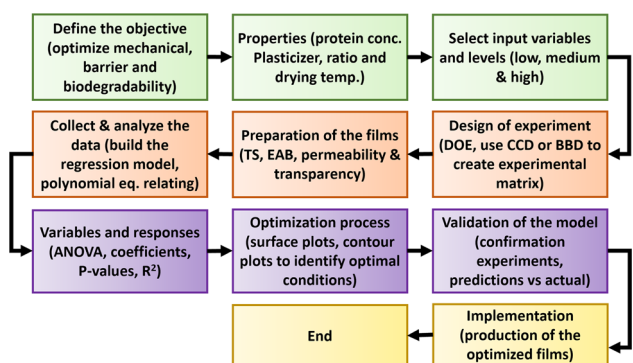 Define the objective
(optimize mechanical,
barrier and
biodegradability)
Properties (protein conc.
Plasticizer, ratio and
drying temp.)
Select input variables
and levels (low, medium
& high)
Design of experiment
(DOE, use CCD or BBD to
create experimental
matrix)
Preparation of the films
(TS, EAB, permeability &
transparency)
Collect & analyze the
data (build the
regression model,
polynomial eq. relating)
Variables and responses
(ANOVA, coefficients,
P-values, R²)
Optimization process
(surface plots, contour
plots to identify optimal
conditions)
Validation of the model
(confirmation
experiments,
predictions vs actual)
Implementation
(production of the
optimized films)
End